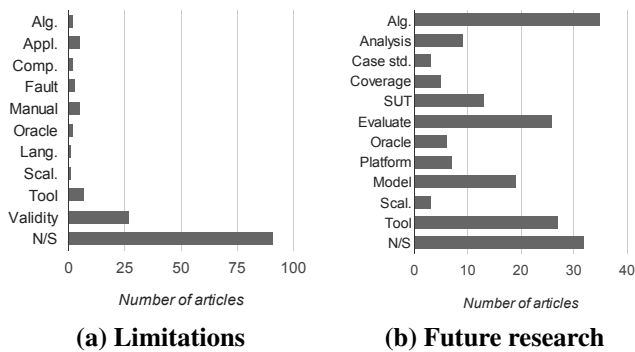 Alg.
Appl.
Comp.
Fault
Manual
Oracle
Lang.
Scal.
Tool
Validity
N/S
0 25 50 75 100
Number of articles
(a) Limitations
Alg.
Analysis
Case std.
Coverage
SUT
Evaluate
Oracle
Platform
Model
Scal.
Tool
N/S
0 10 20 30 40
Number of articles
(b) Future research